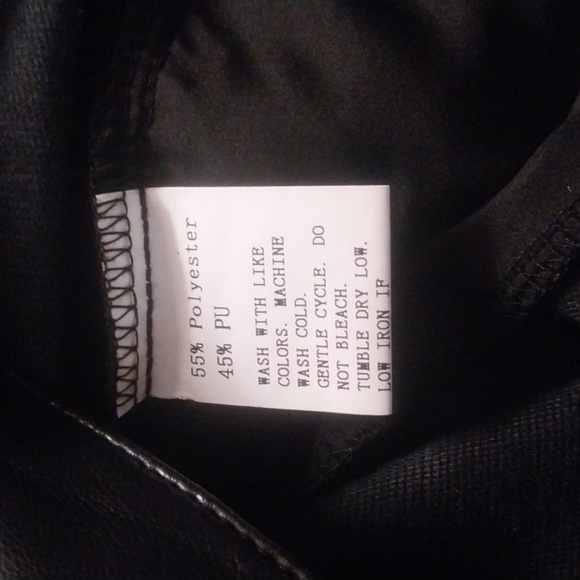 55% Polyester
45% PU
WASH WITH LIKE
COLORS. MACHINE
WASH COLD.
GENTLE CYCLE. DO
NOT BLEACH.
TUMBLE DRY LOW.
LOW IRON IF